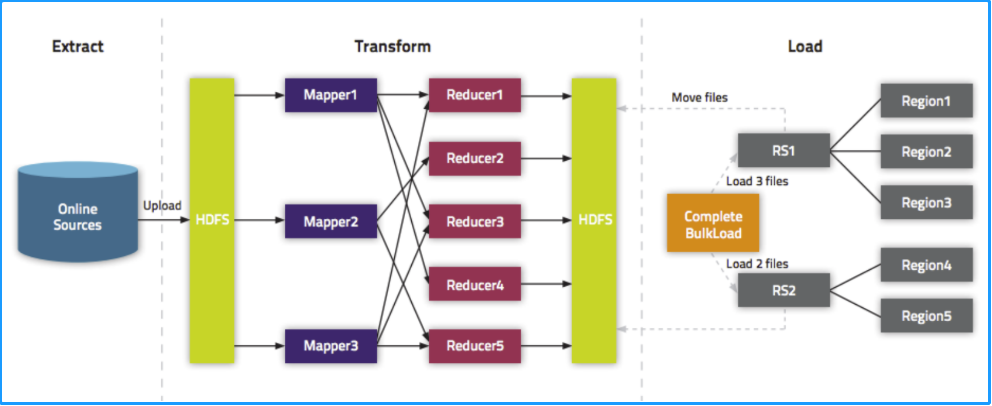 Extract
Transform
Load
Online
Sources
Upload
HDFS
Mapper1
Mapper2
Mapper3
Reducer1
Reducer2
Reducer3
Reducer4
Reducer5
HDFS
Move files
RS1
Load 3 files
Complete
BulkLoad
Load 2 files
RS2
Region1
Region2
Region3
Region4
Region5